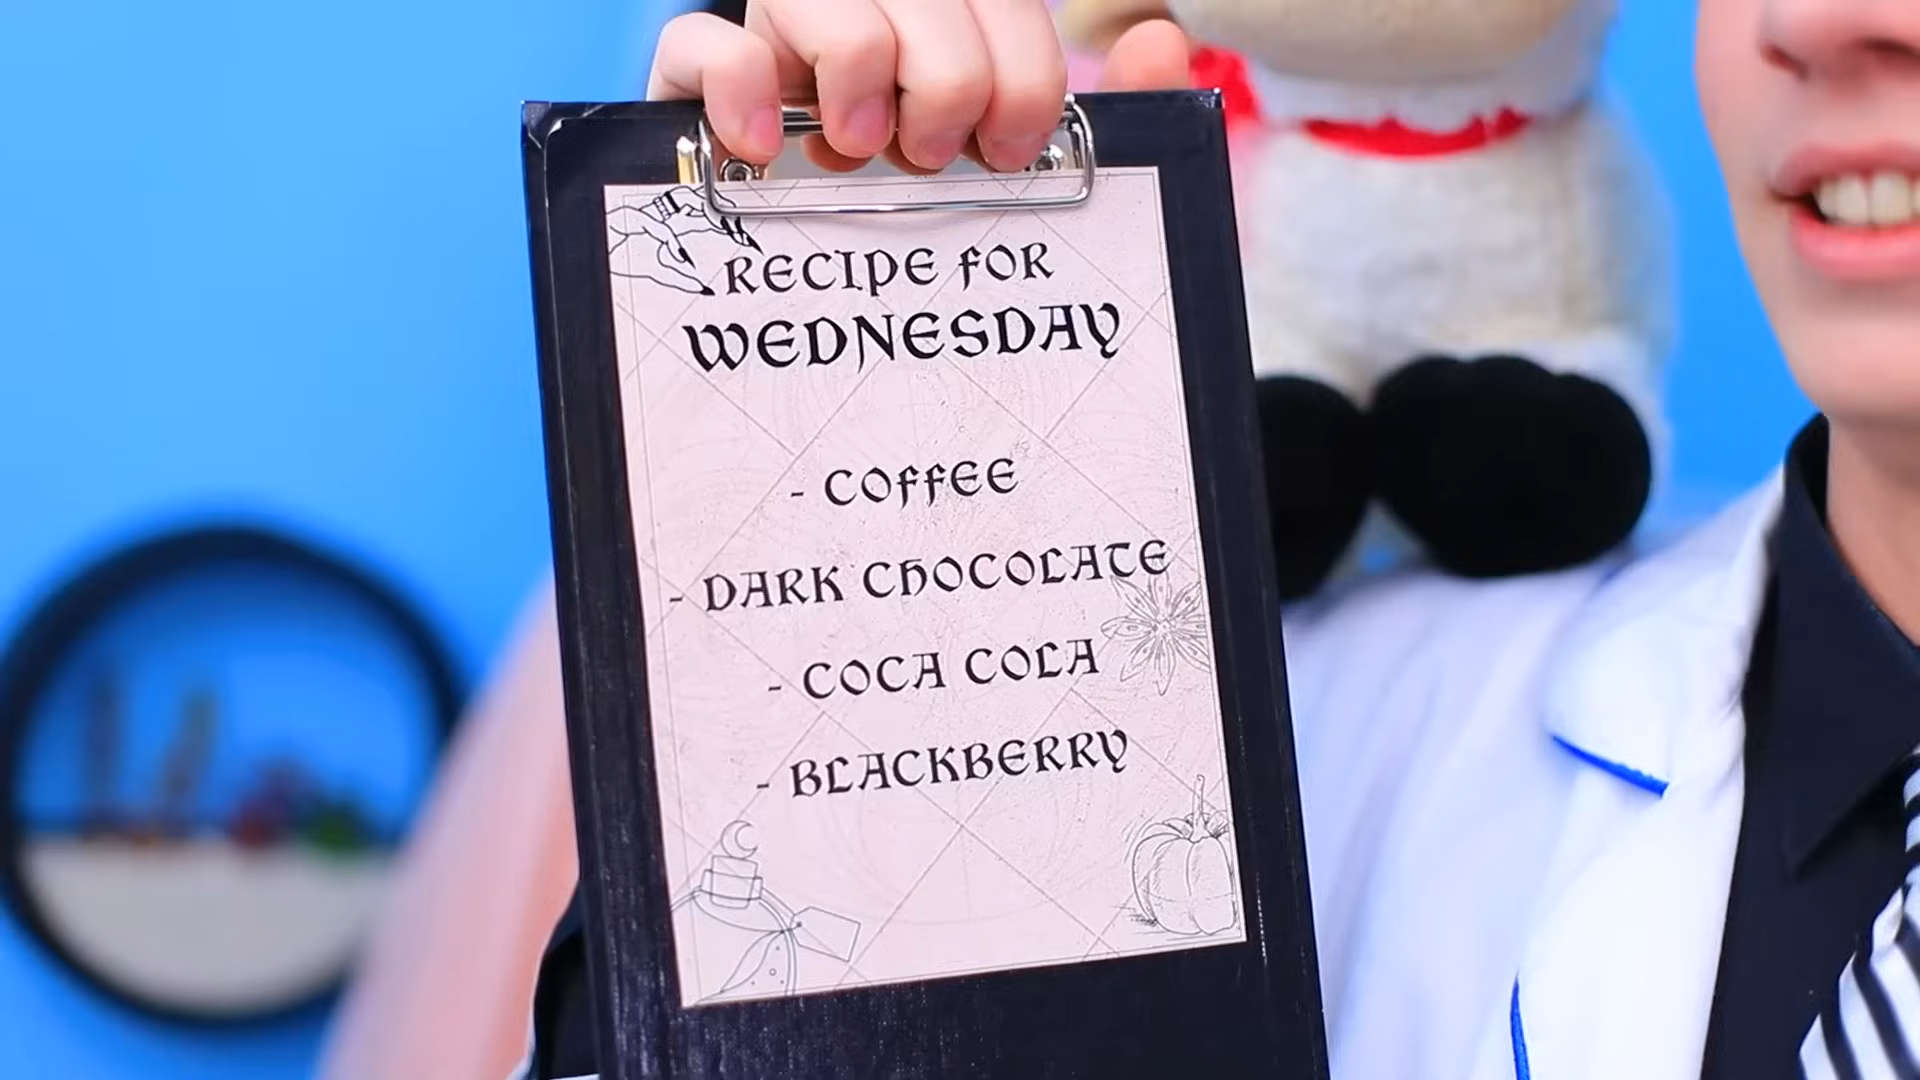 RECIPE FOR
WEDNESDAY
- COFFEE
- DARK CHOCOLATE
- COCA COLA
- BLACKBERRY